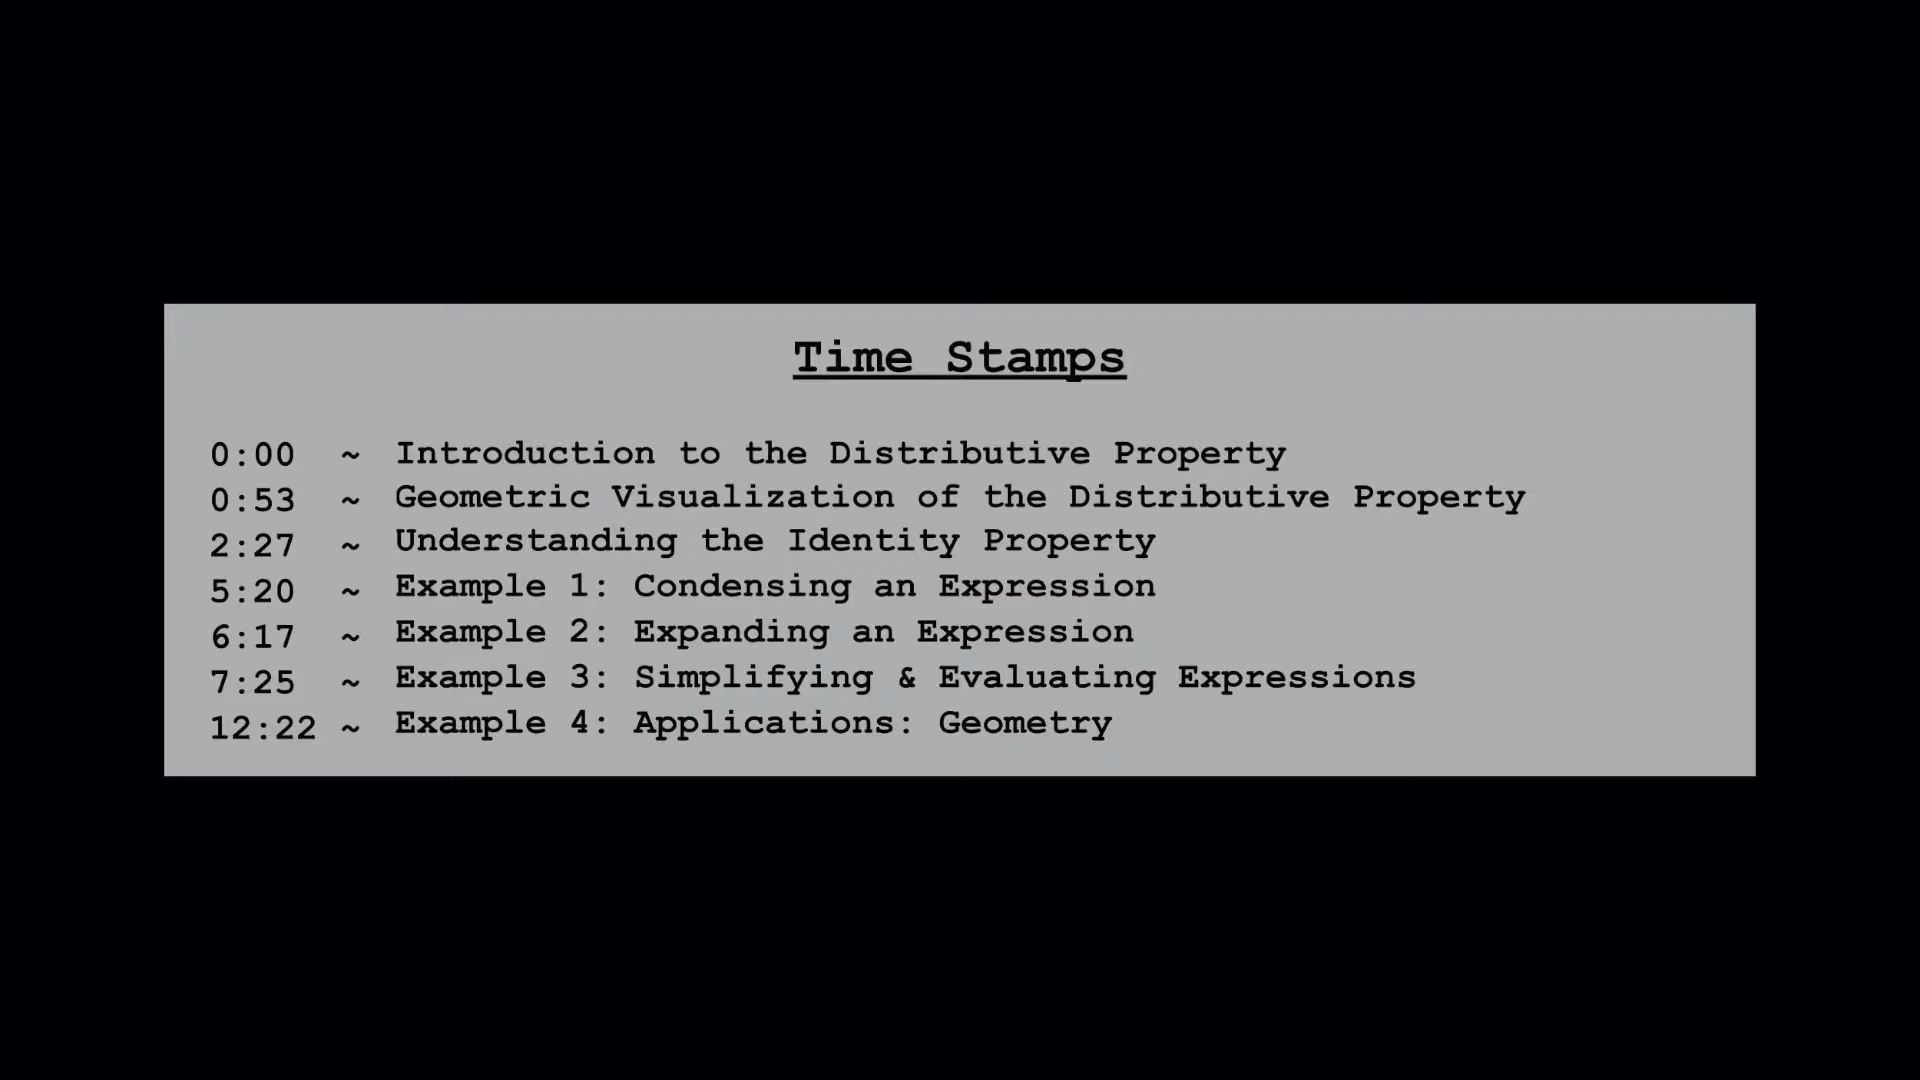 Time Stamps
0:00 ~ Introduction to the Distributive Property
0:53 ~ Geometric Visualization of the Distributive Property
2:27 ~ Understanding the Identity Property
5:20 ~ Example 1: Condensing an Expression
6:17 ~ Example 2: Expanding an Expression
7:25 ~ Example 3: Simplifying & Evaluating Expressions
12:22 ~ Example 4: Applications: Geometry